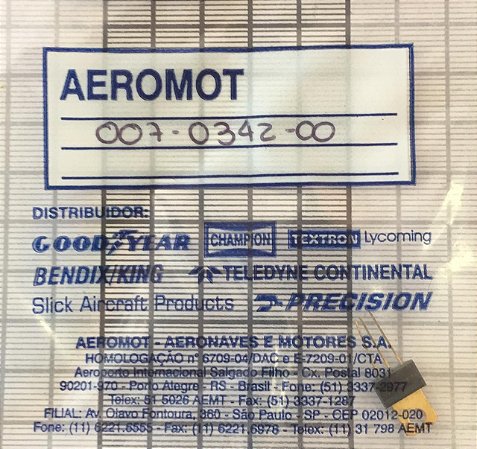 AEROMOT
007-0342-00
DISTRIBUIDOR:
GOODYEAR CHAMPION TEXTRON Lycoming
BENDIX/KING TELEDYNE CONTINENTAL
Slick Aircraft Products PRECISION
AEROMOT - AERONAVES E MOTORES S.A.
HOMOLOGAÇÃO nº 6709-04/DAC e E-7209-01/CTA
Aeroporto Internacional Salgado Filho - Cx. Postal 8031
90201-970 - Porto Alegre - RS - Brasil - Fone: (51) 3337-2977
Telex: 51 5026 AEMT - Fax: (51) 3337-1287
FILIAL: Av. Olavo Fontoura, 360 - São Paulo - SP - CEP 02012-020
Fone: (11) 6221.5555 - Fax: (11) 6221.5978 - Telex: (11) 31 798 AEMT